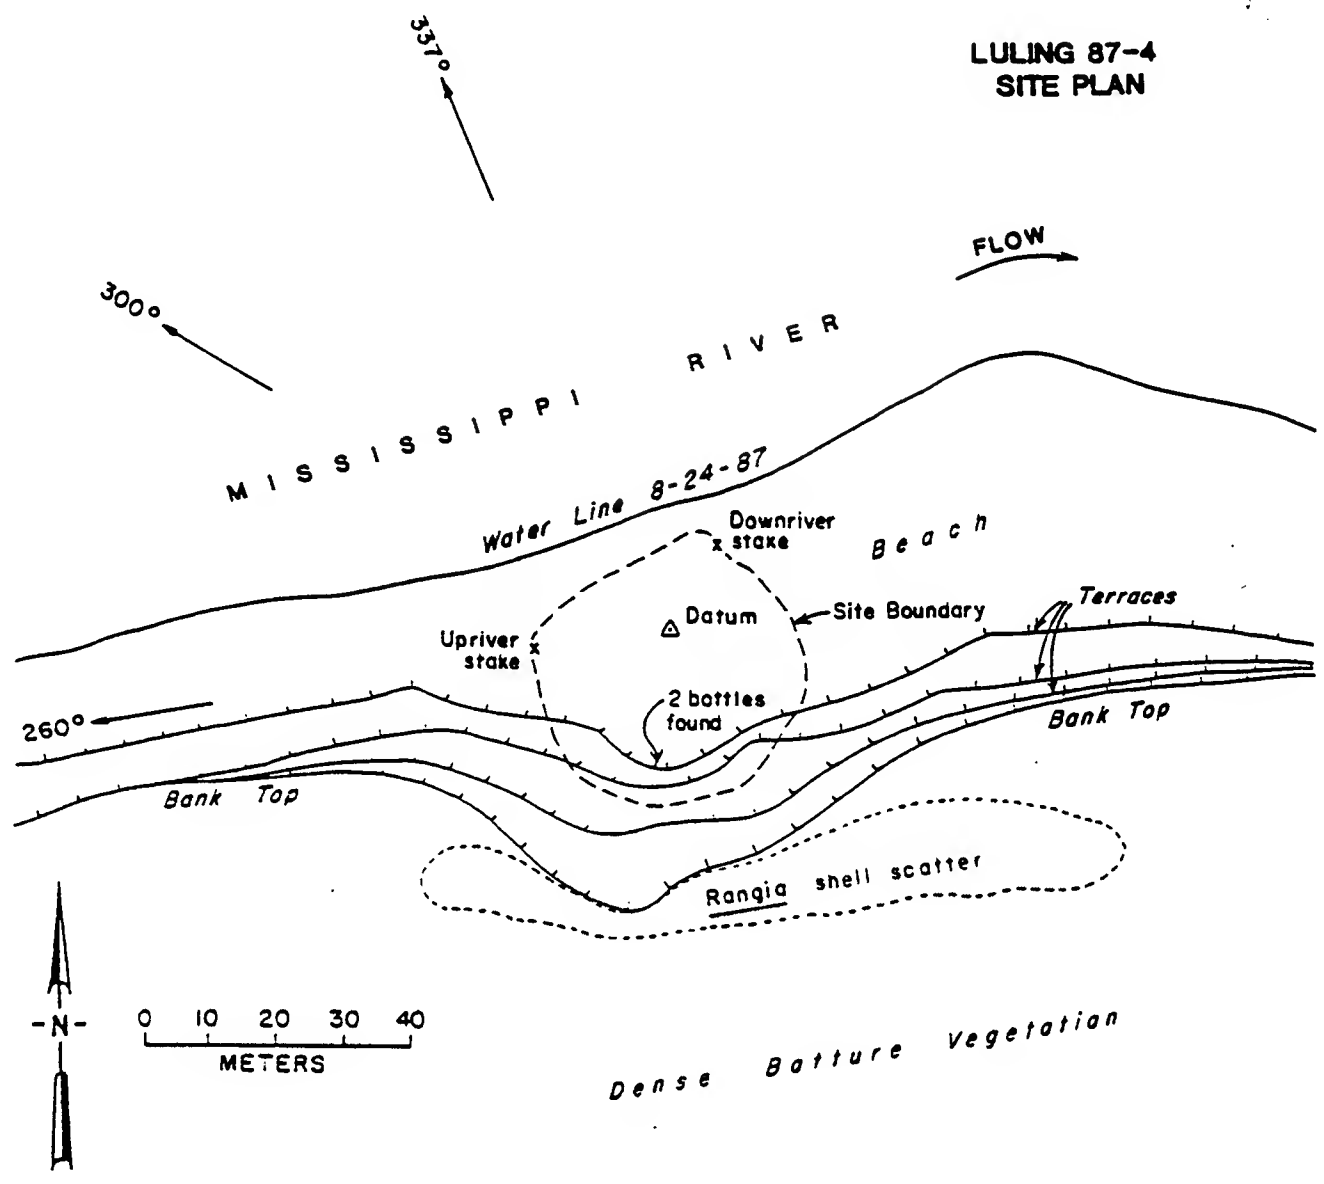 LULING 87-4
SITE PLAN
337°
FLOW
300°
MISSISSIPPI RIVER
Water Line 8-24-87
Downriver
stake
Beach
Terraces
Datum
Site Boundary
Upriver
stake
2 bottles
found
260°
Bank Top
Bank Top
Rangia shell scatter
-N-
0 10 20 30 40
METERS
Dense Batture Vegetation